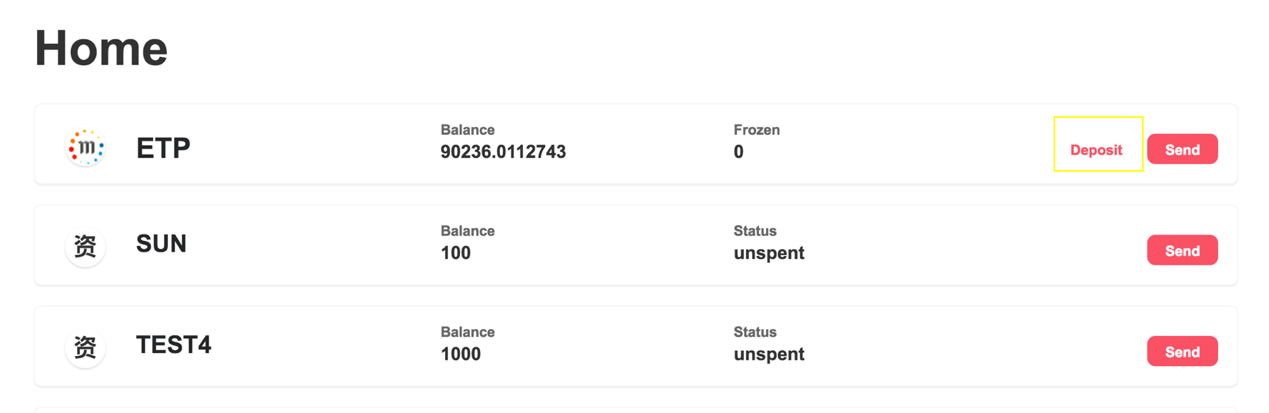 Home
m ETP
Balance
90236.0112743
Frozen
0
Deposit
Send
资 SUN
Balance
100
Status
unspent
Send
资 TEST4
Balance
1000
Status
unspent
Send